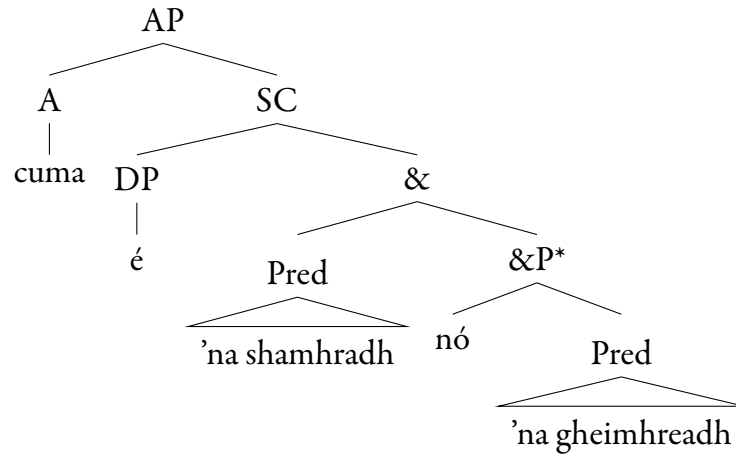 AP
A SC
cuma DP &
é Pred &P*
’na shamhradh nó Pred
’na gheimhreadh